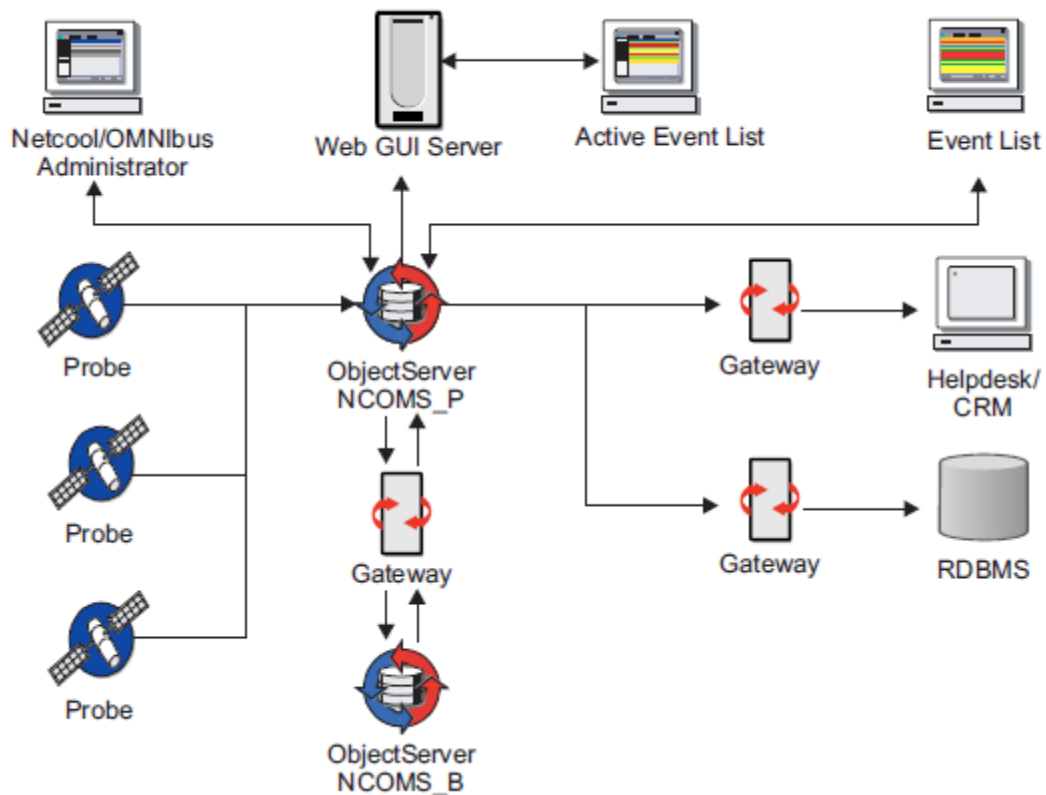 Netcool/OMNIbus
Administrator
Web GUI Server
Active Event List
Event List
Probe
ObjectServer
NCOMS_P
Gateway
Helpdesk/
CRM
Probe
Gateway
Gateway
RDBMS
Probe
ObjectServer
NCOMS_B